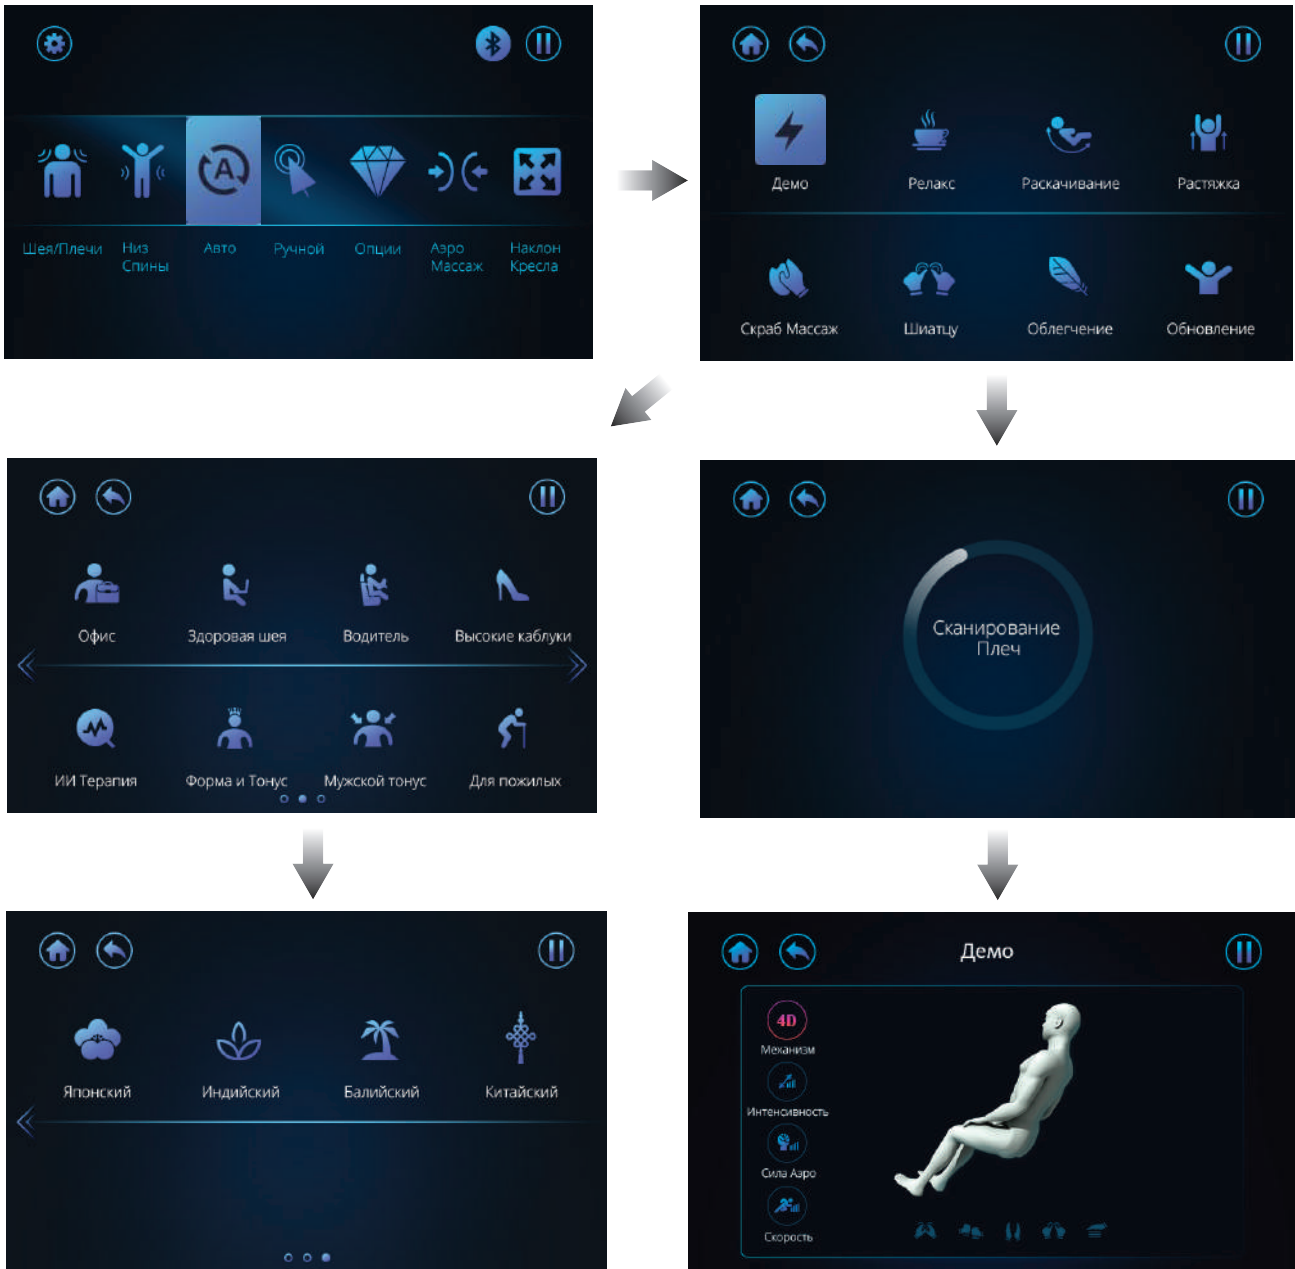 Шея/Плечи
Низ
Спины
Авто
Ручной
Опции
Аэро
Массаж
Наклон
Кресла
Демо
Релакс
Раскачивание
Растяжка
Скраб Массаж
Шиатцу
Облегчение
Обновление
Офис
Здоровая шея
Водитель
Высокие каблуки
ИИ Терапия
Форма и Тонус
Мужской тонус
Для пожилых
Сканирование
Плеч
Японский
Индийский
Балийский
Китайский
Демо
4D
Механизм
Интенсивность
Сила Аэро
Скорость